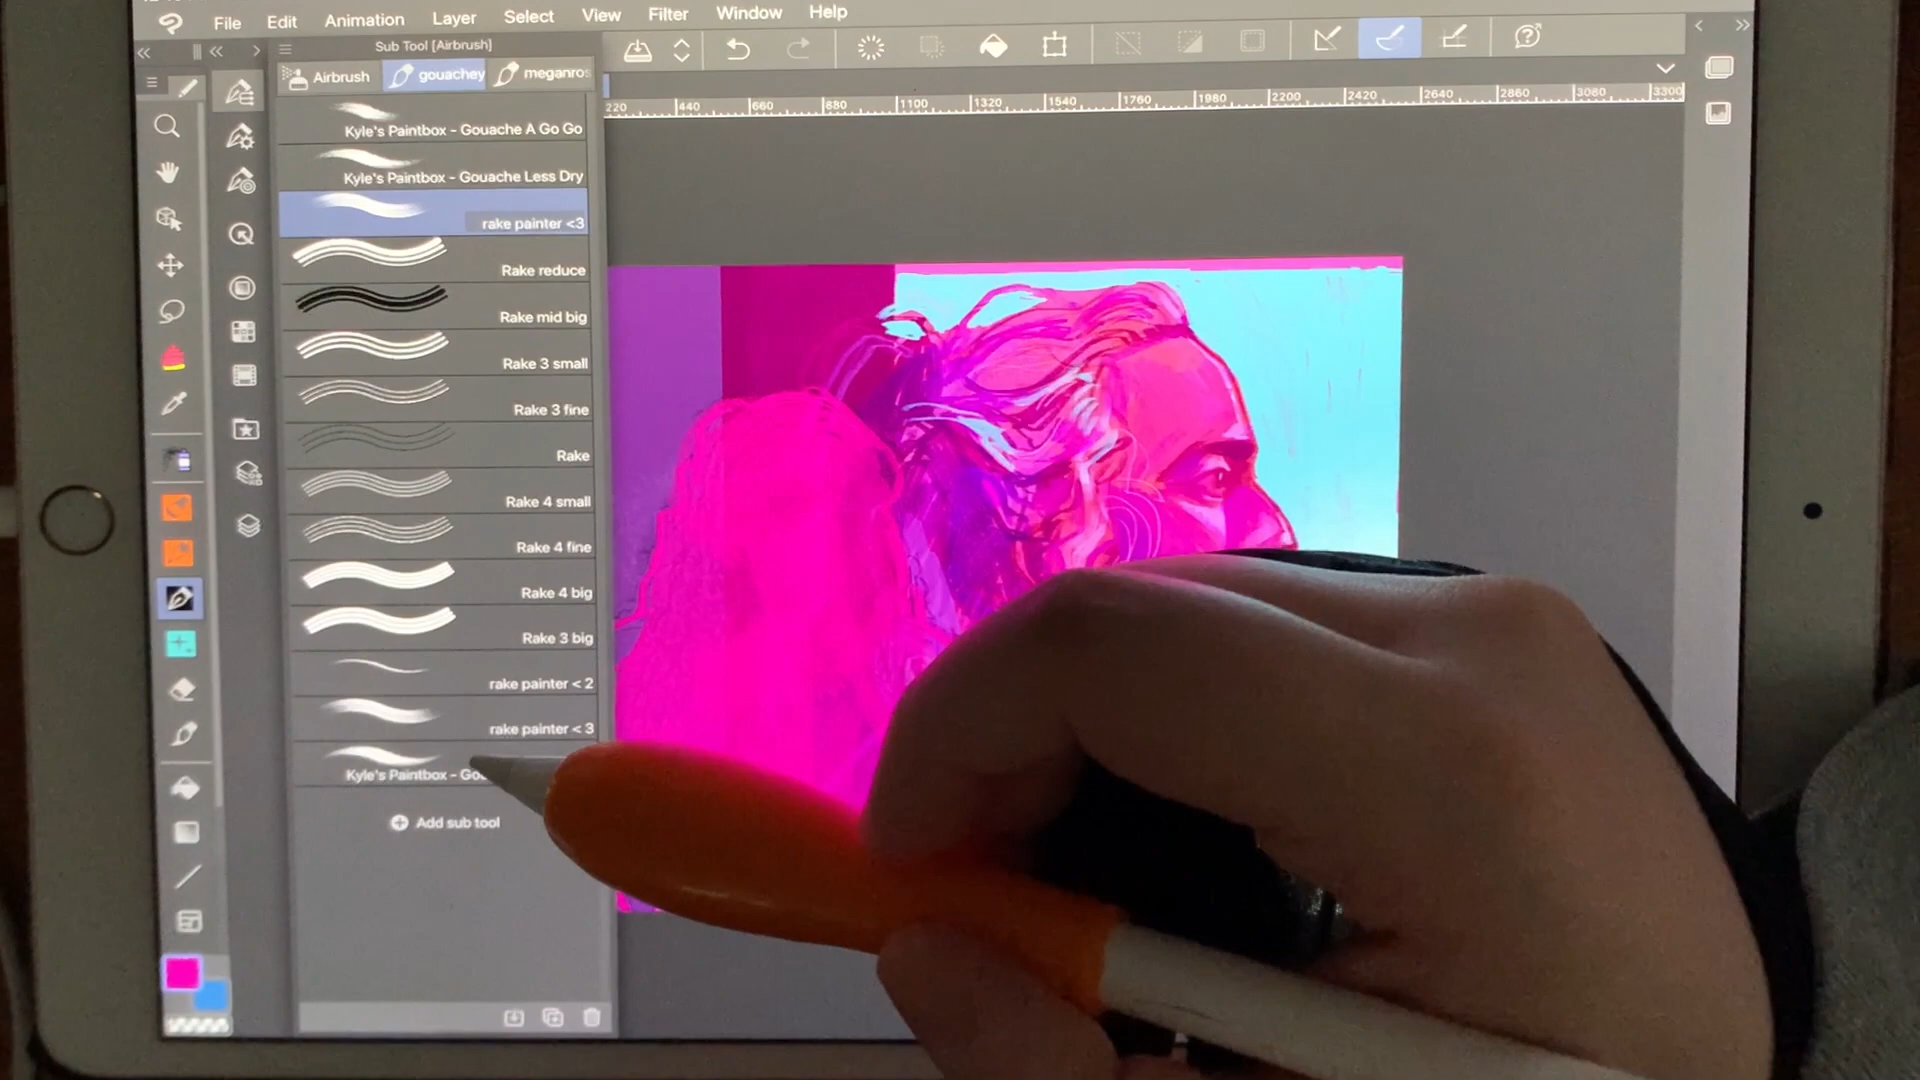 File Edit Animation Layer Select View Filter Window Help
Sub Tool [Airbrush]
Airbrush gouachey meganros
220 440 660 880 1100 1320 1540 1760 1980 2200 2420 2640 2860 3080 3300
Kyle's Paintbox - Gouache A Go Go
Kyle's Paintbox - Gouache Less Dry
rake painter <3
Rake reduce
Rake mid big
Rake 3 small
Rake 3 fine
Rake
Rake 4 small
Rake 4 fine
Rake 4 big
Rake 3 big
rake painter < 2
rake painter < 3
Kyle's Paintbox -
Add sub tool